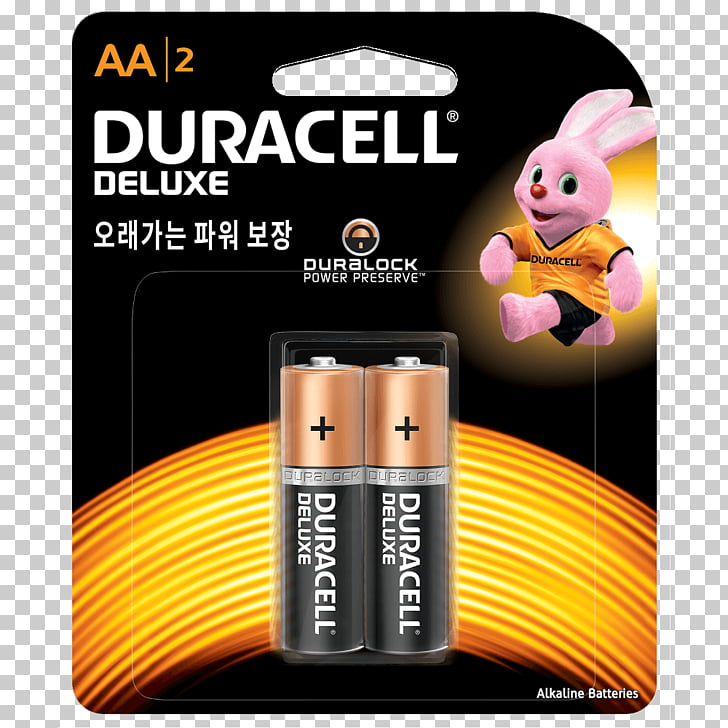 AA|2
DURACELL®
DELUXE
오래가는 파워 보장
DURALOCK
POWER PRESERVE™
DURACELL
DURALOCK
DURACELL
DELUXE
DURALOCK
DURACELL
DELUXE
Alkaline Batteries